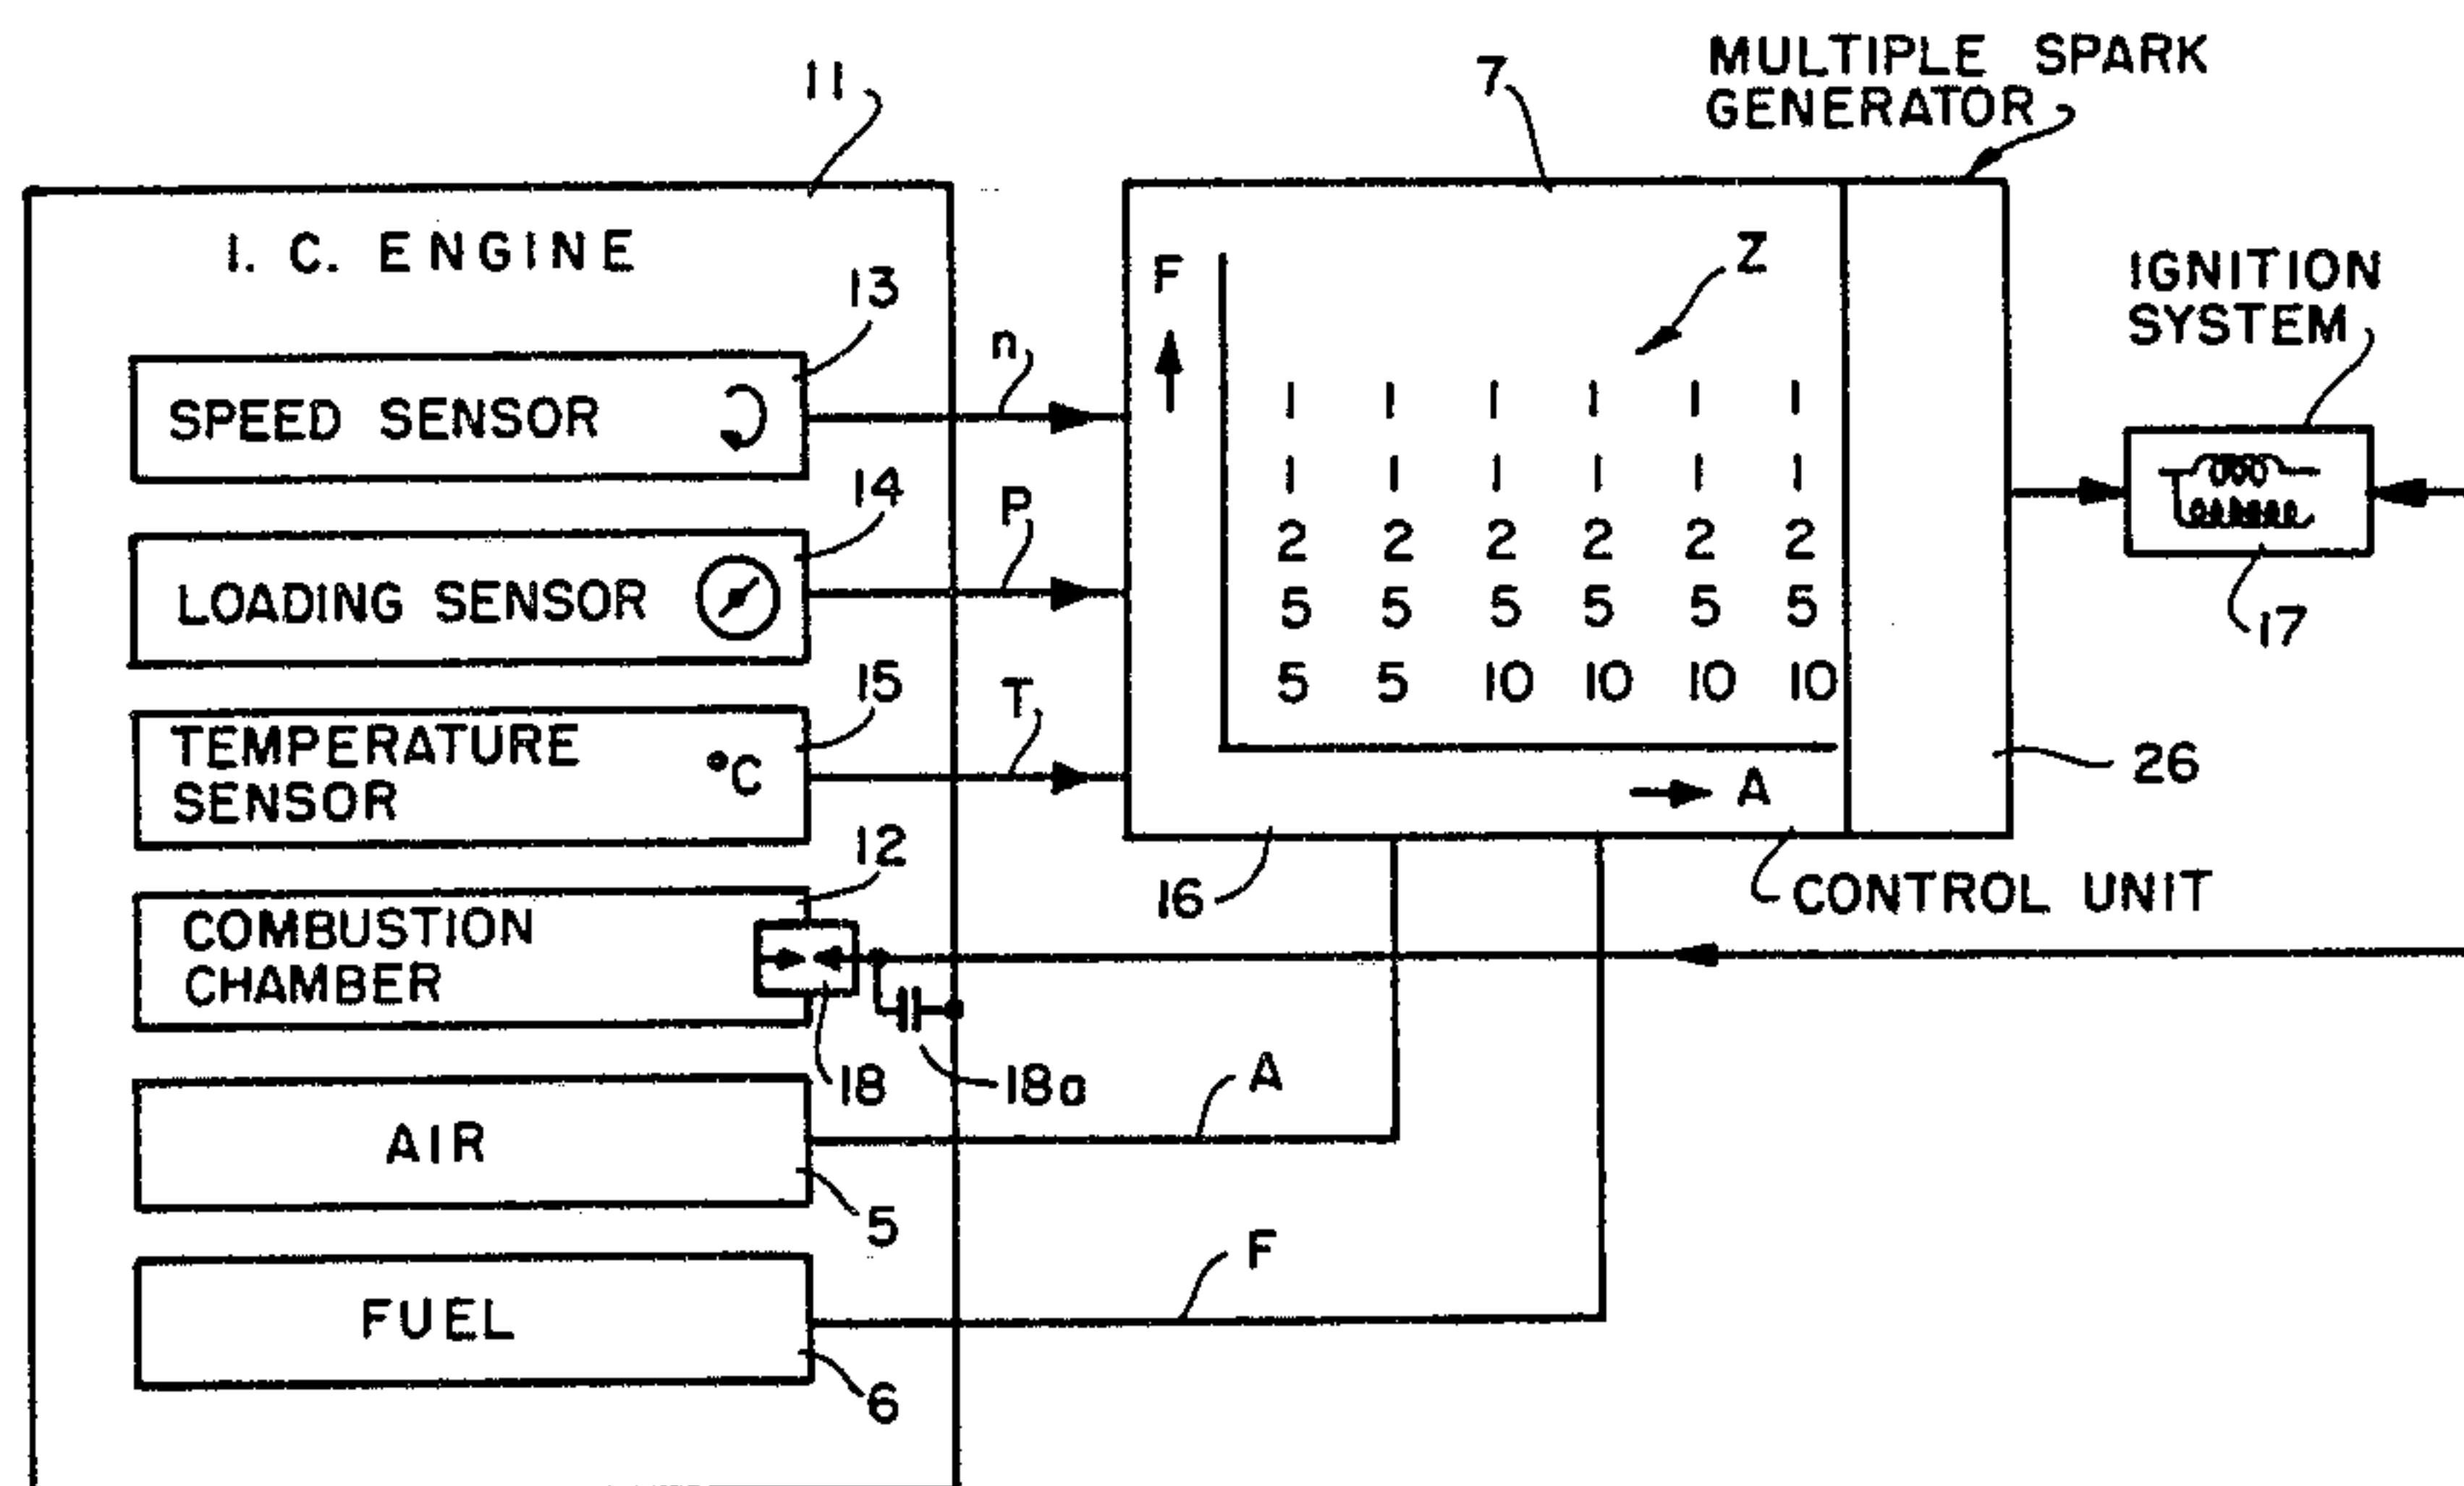 11
7
MULTIPLE SPARK
GENERATOR
I. C. ENGINE
13
SPEED SENSOR
n
14
LOADING SENSOR
P
15
TEMPERATURE
SENSOR
°C
T
12
COMBUSTION
CHAMBER
18
18a
AIR
A
5
FUEL
F
6
F
Z
1 1 1 1 1 1
1 1 1 1 1 1
2 2 2 2 2 2
5 5 5 5 5 5
5 5 10 10 10 10
A
16
CONTROL UNIT
26
IGNITION
SYSTEM
17